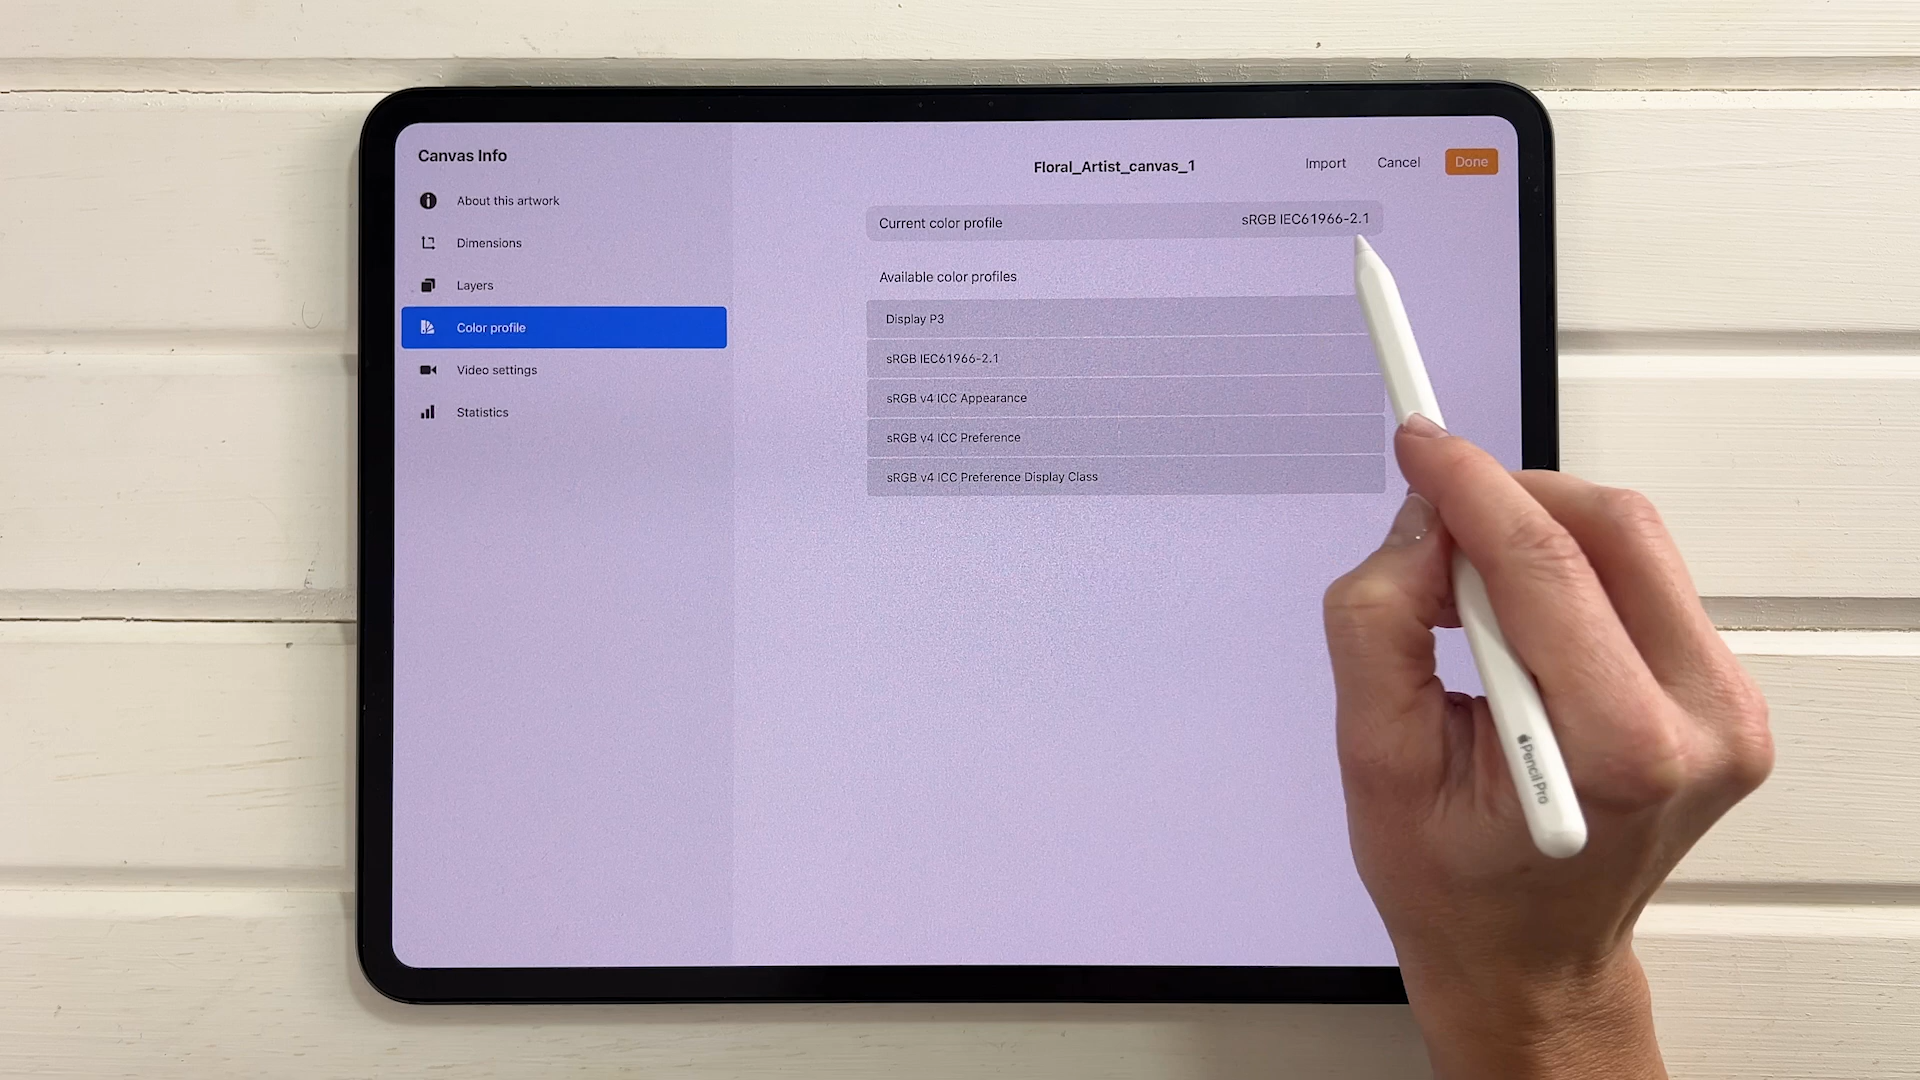 Canvas Info
About this artwork
Dimensions
Layers
Color profile
Video settings
Statistics
Floral_Artist_canvas_1
Import
Cancel
Done
Current color profile
sRGB IEC61966-2.1
Available color profiles
Display P3
sRGB IEC61966-2.1
sRGB v4 ICC Appearance
sRGB v4 ICC Preference
sRGB v4 ICC Preference Display Class
Pencil Pro